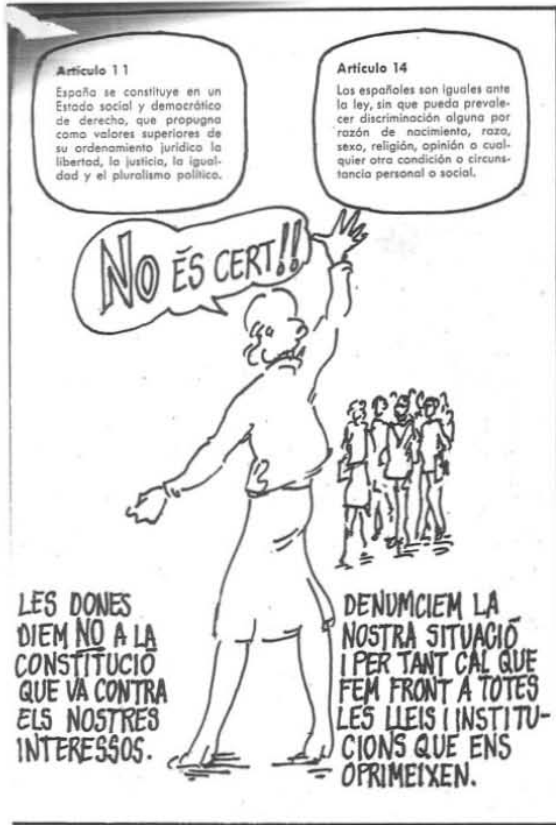 Artículo 11
España se constituye en un
Estado social y democrático
de derecho, que propugna
como valores superiores de
su ordenamiento jurídico la
libertad, la justicia, la igual-
dad y el pluralismo político.
Artículo 14
Los españoles son iguales ante
la ley, sin que pueda prevale-
cer discriminación alguna por
razón de nacimiento, raza,
sexo, religión, opinión o cual-
quier otra condición o circuns-
tancia personal o social.
NO ÉS CERT!!
LES DONES
DIEM NO A LA
CONSTITUCIÓ
QUE VA CONTRA
ELS NOSTRES
INTERESSOS.
DENUMCIEM LA
NOSTRA SITUACIÓ
I PER TANT CAL QUE
FEM FRONT A TOTES
LES LLEIS I INSTITU-
CIONS QUE ENS
OPRIMEIXEN.